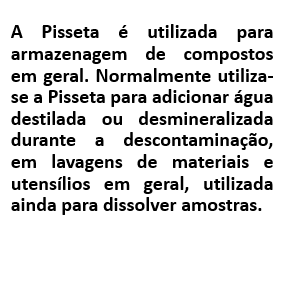 A Pisseta é utilizada para
armazenagem de compostos
em geral. Normalmente utiliza-
se a Pisseta para adicionar água
destilada ou desmineralizada
durante a descontaminação,
em lavagens de materiais e
utensílios em geral, utilizada
ainda para dissolver amostras.